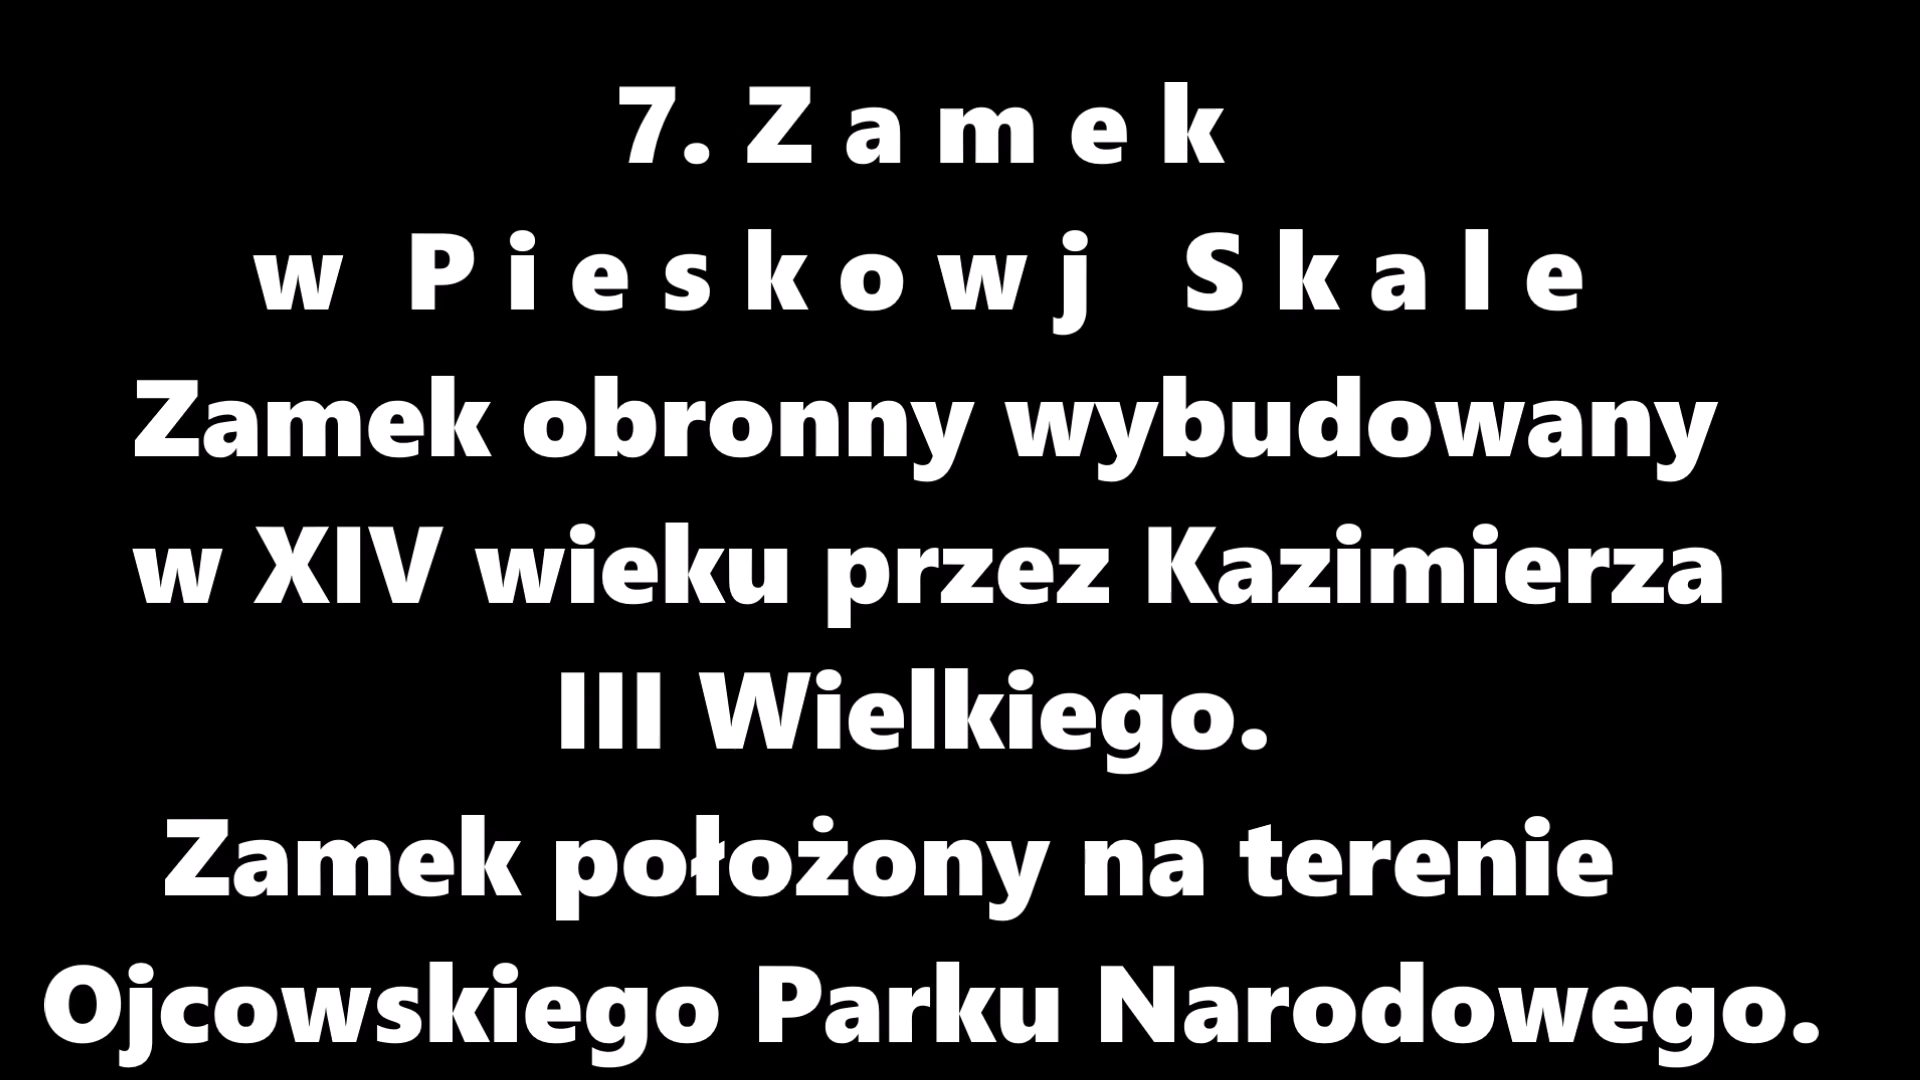 7. Z a m e k
w P i e s k o w j S k a l e
Zamek obronny wybudowany
w XIV wieku przez Kazimierza
III Wielkiego.
Zamek położony na terenie
Ojcowskiego Parku Narodowego.